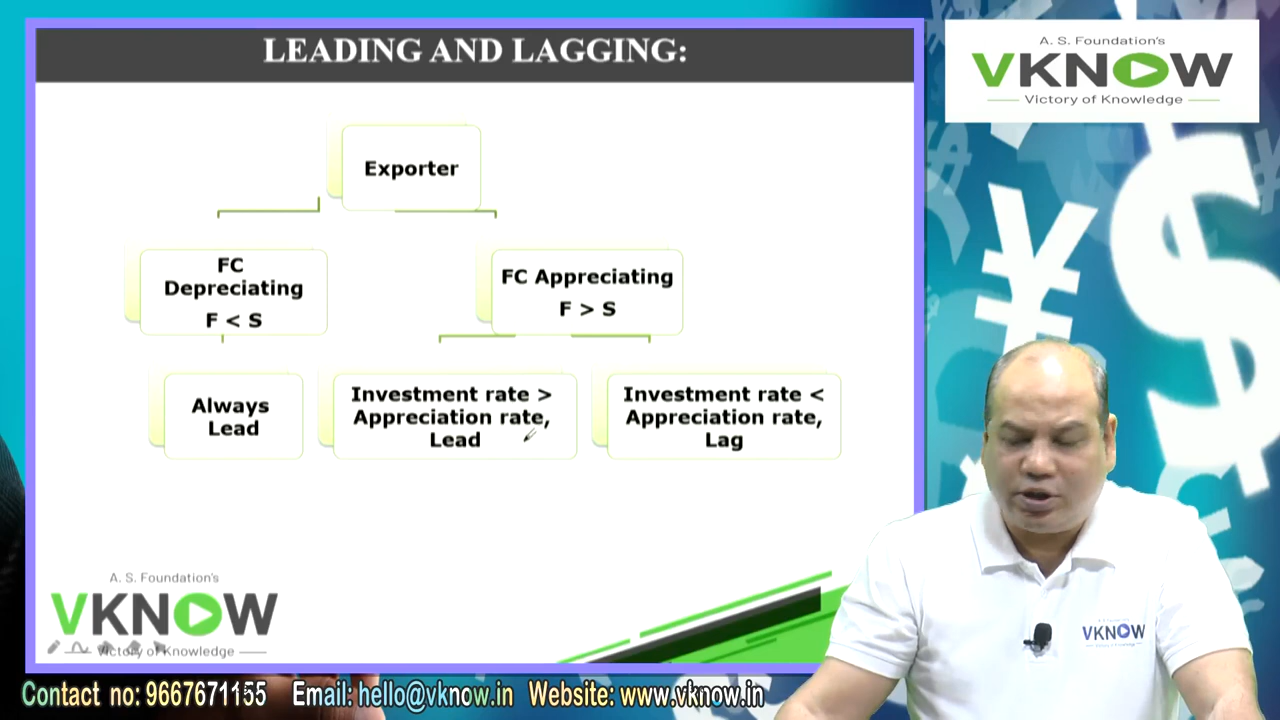 LEADING AND LAGGING:
A. S. Foundation's
VKNOW
Victory of Knowledge
Exporter
FC
Depreciating
F < S
FC Appreciating
F > S
Always
Lead
Investment rate >
Appreciation rate,
Lead
Investment rate <
Appreciation rate,
Lag
A. S. Foundation's
VKNOW
Victory of Knowledge
VKNOW
Contact no: 9667671155 Email: hello@vknow.in Website: www.vknow.in